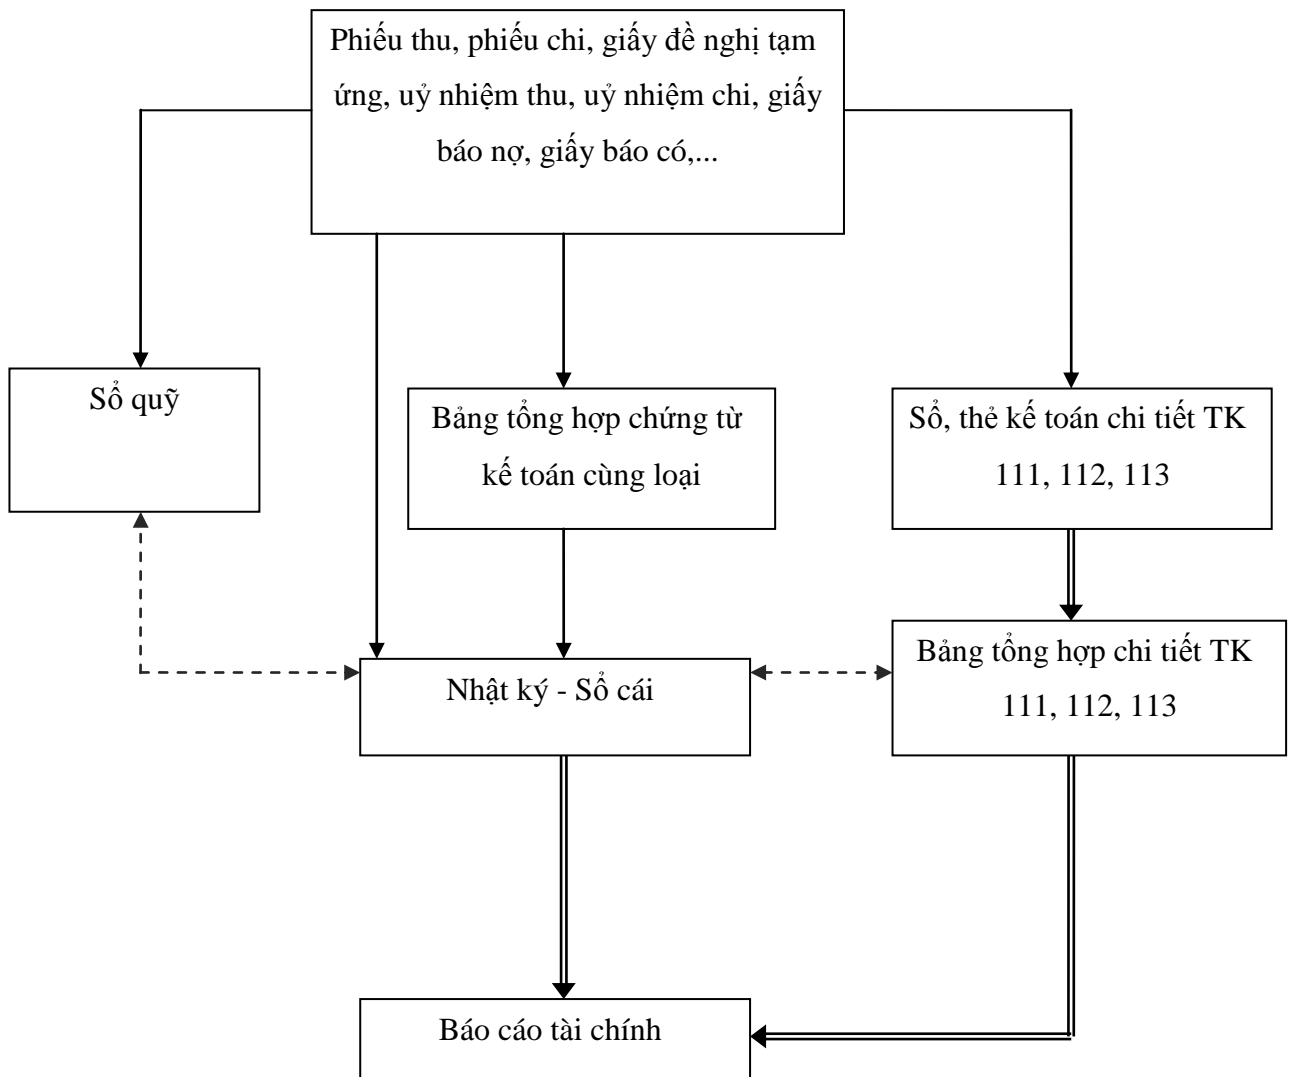 Phiếu thu, phiếu chi, giấy đề nghị tạm
ứng, uỷ nhiệm thu, uỷ nhiệm chi, giấy
báo nợ, giấy báo có,...
Sổ quỹ
Bảng tổng hợp chứng từ
kế toán cùng loại
Sổ, thẻ kế toán chi tiết TK
111, 112, 113
Nhật ký - Sổ cái
Bảng tổng hợp chi tiết TK
111, 112, 113
Báo cáo tài chính